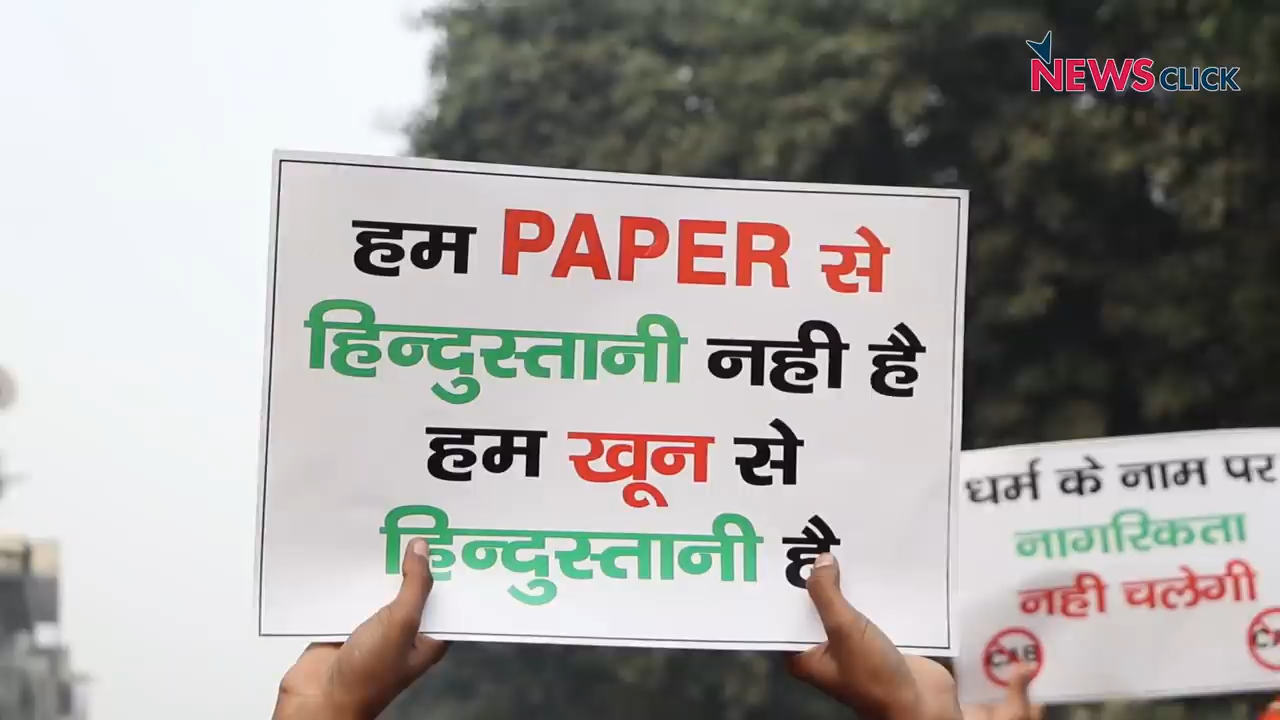 NEWSCLICK
हम PAPER से
हिन्दुस्तानी नही है
हम खून से
हिन्दुस्तानी है
धर्म के नाम पर
नागरिकता
नही चलेगी
CAB